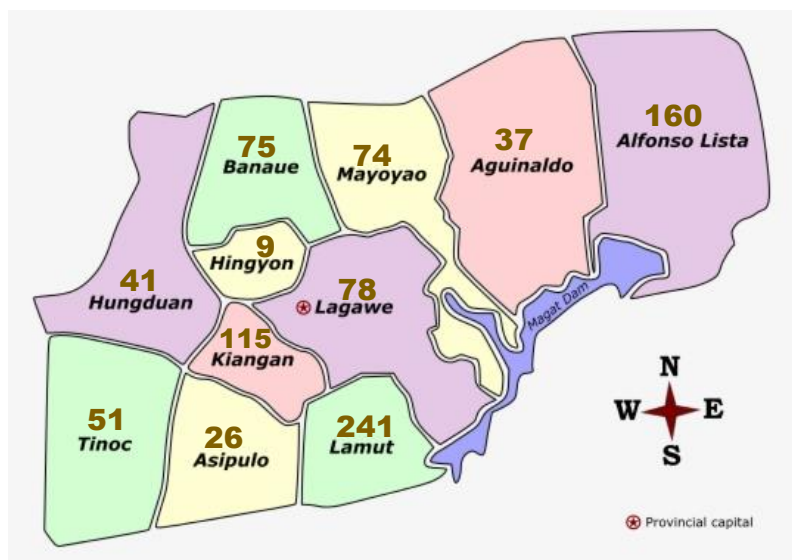 160
Alfonso Lista
37
Aguinaldo
75
Banaue
74
Mayoyao
9
Hingyon
41
Hungduan
78
Lagawe
Magat Dam
115
Kiangan
51
Tinoc
26
Asipulo
241
Lamut
N
W E
S
Provincial capital